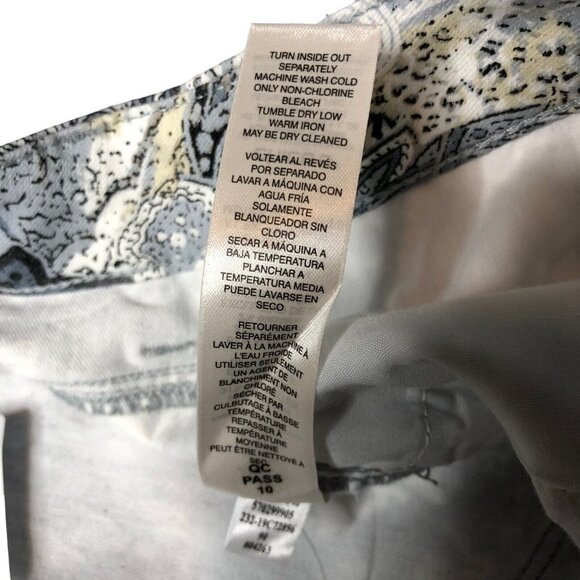 TURN INSIDE OUT
SEPARATELY
MACHINE WASH COLD
ONLY NON-CHLORINE
BLEACH
TUMBLE DRY LOW
WARM IRON
MAY BE DRY CLEANED
VOLTEAR AL REVÉS
POR SEPARADO
LAVAR A MÁQUINA CON
AGUA FRÍA
SOLAMENTE
BLANQUEADOR SIN
CLORO
SECAR A MÁQUINA A
BAJA TEMPERATURA
PLANCHAR A
TEMPERATURA MEDIA
PUEDE LAVARSE EN
SECO
RETOURNER
SÉPARÉMENT
LAVER À LA MACHINE À
L'EAU FROIDE
UTILISER SEULEMENT
UN AGENT DE
BLANCHIMENT NON
CHLORÉ
SÉCHER PAR
CULBUTAGE À BASSE
TEMPÉRATURE
REPASSER À
TEMPÉRATURE
MOYENNE
PEUT ÊTRE NETTOYÉ À
SEC
QC
PASS
10
570299905